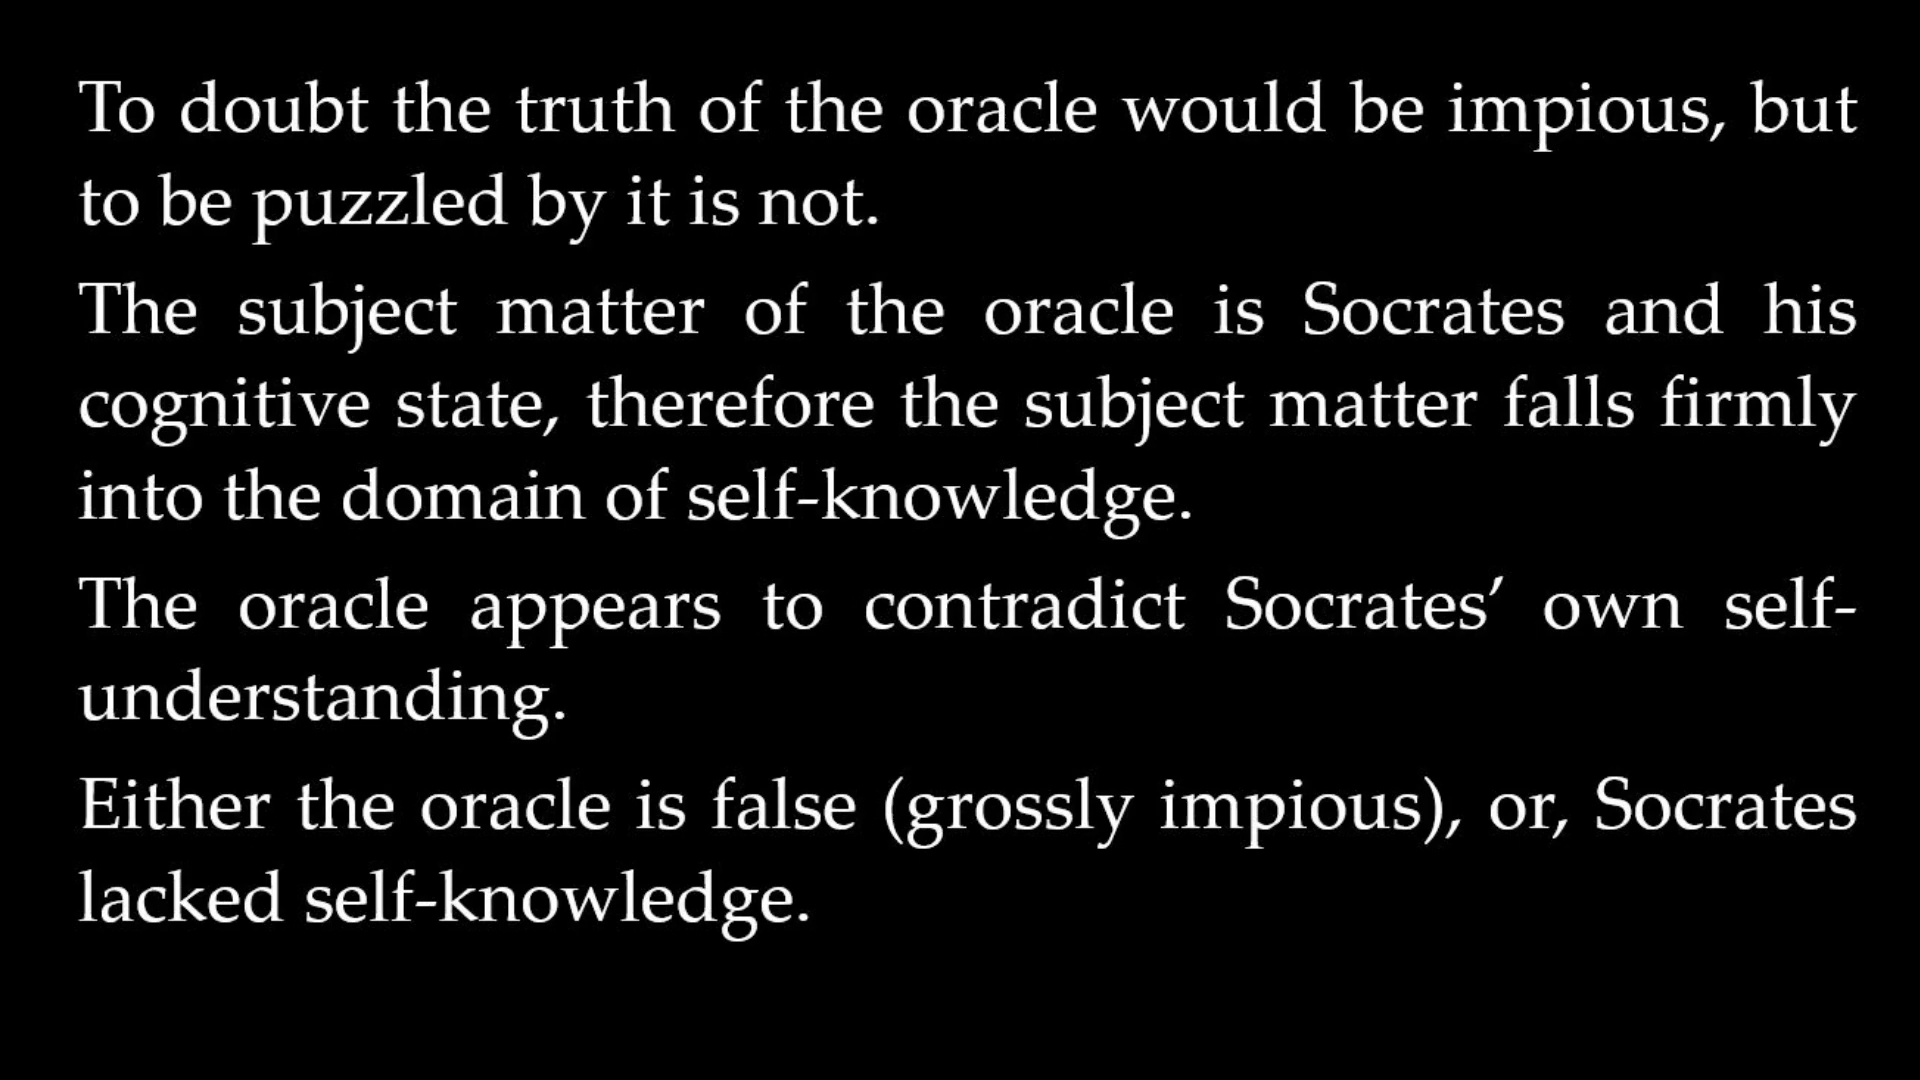 To doubt the truth of the oracle would be impious, but
to be puzzled by it is not.
The subject matter of the oracle is Socrates and his
cognitive state, therefore the subject matter falls firmly
into the domain of self-knowledge.
The oracle appears to contradict Socrates’ own self-
understanding.
Either the oracle is false (grossly impious), or, Socrates
lacked self-knowledge.